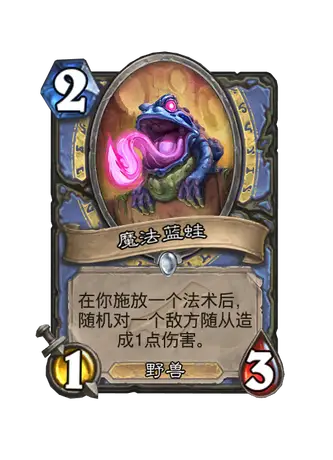 2
魔法蓝蛙
在你施放一个法术后,
随机对一个敌方随从造
成1点伤害。
1
野兽
3